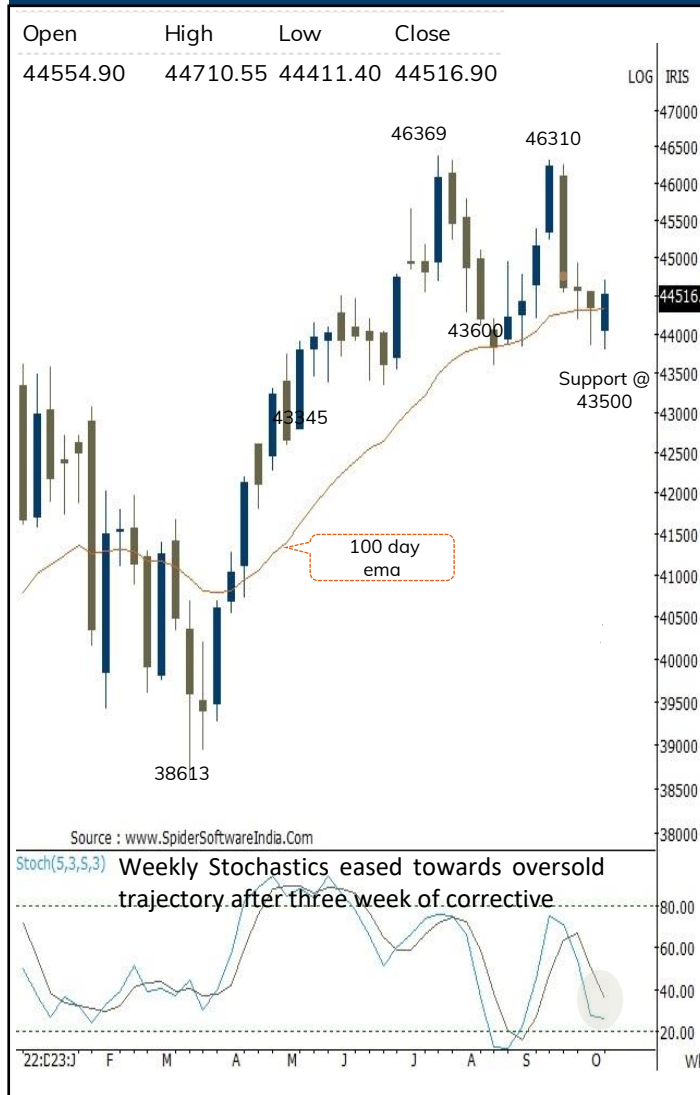 Open High Low Close
44554.90 44710.55 44411.40 44516.90
LOG IRIS
47000
46369 46310
46500
46000
45500
45000
44516
43600
44000
Support @
43500
43500
43345
43000
42500
42000
41500
100 day
ema
41000
40500
40000
39500
39000
38613
38500
38000
Source : www.SpiderSoftwareIndia.Com
Stoch(5,3,S,3) Weekly Stochastics eased towards oversold
trajectory after three week of corrective
80.00
60.00
40.00
20.00
F M A M J J A S O